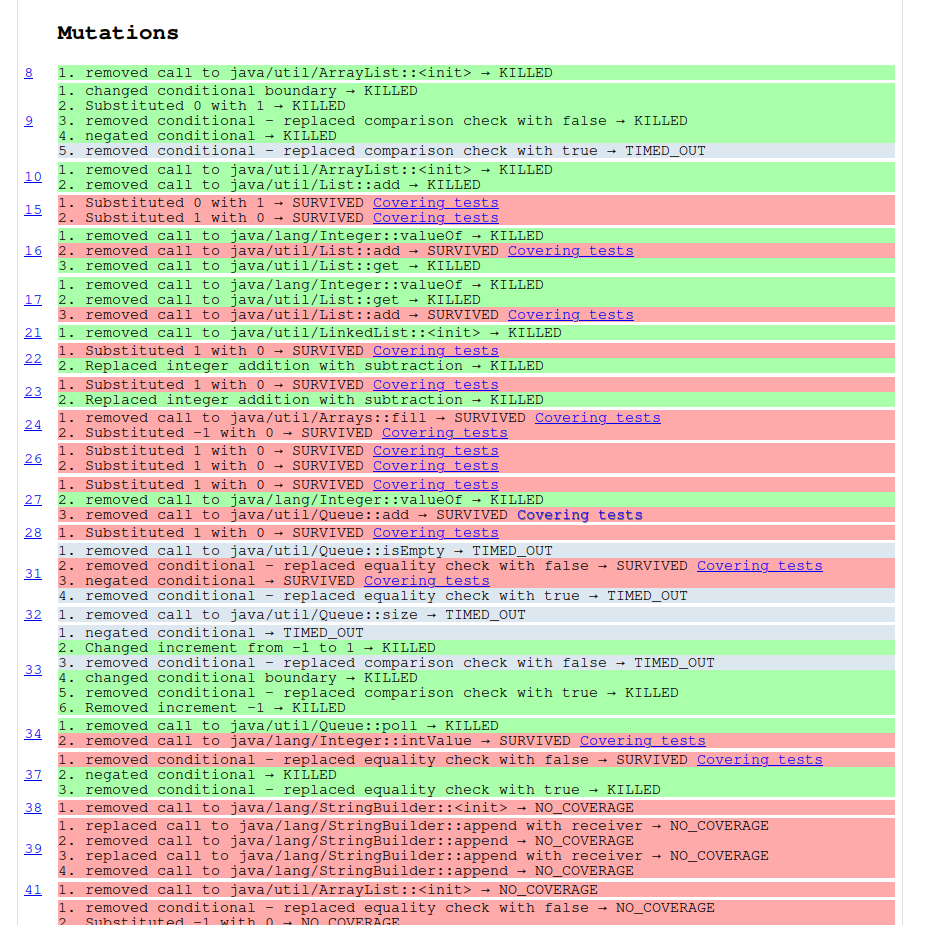 Mutations
8
1. removed call to java/util/ArrayList::<init> → KILLED
9
1. changed conditional boundary → KILLED
2. Substituted 0 with 1 → KILLED
3. removed conditional - replaced comparison check with false → KILLED
4. negated conditional → KILLED
5. removed conditional - replaced comparison check with true → TIMED_OUT
10
1. removed call to java/util/ArrayList::<init> → KILLED
2. removed call to java/util/List::add → KILLED
15
1. Substituted 0 with 1 → SURVIVED Covering tests
2. Substituted 1 with 0 → SURVIVED Covering tests
16
1. removed call to java/lang/Integer::valueOf → KILLED
2. removed call to java/util/List::add → SURVIVED Covering tests
3. removed call to java/util/List::get → KILLED
17
1. removed call to java/lang/Integer::valueOf → KILLED
2. removed call to java/util/List::get → KILLED
3. removed call to java/util/List::add → SURVIVED Covering tests
21
1. removed call to java/util/LinkedList::<init> → KILLED
22
1. Substituted 1 with 0 → SURVIVED Covering tests
2. Replaced integer addition with subtraction → KILLED
23
1. Substituted 1 with 0 → SURVIVED Covering tests
2. Replaced integer addition with subtraction → KILLED
24
1. removed call to java/util/Arrays::fill → SURVIVED Covering tests
2. Substituted -1 with 0 → SURVIVED Covering tests
26
1. Substituted 1 with 0 → SURVIVED Covering tests
2. Substituted 1 with 0 → SURVIVED Covering tests
27
1. Substituted 1 with 0 → SURVIVED Covering tests
2. removed call to java/lang/Integer::valueOf → KILLED
3. removed call to java/util/Queue::add → SURVIVED Covering tests
28
1. Substituted 1 with 0 → SURVIVED Covering tests
31
1. removed call to java/util/Queue::isEmpty → TIMED_OUT
2. removed conditional - replaced equality check with false → SURVIVED Covering tests
3. negated conditional → SURVIVED Covering tests
4. removed conditional - replaced equality check with true → TIMED_OUT
32
1. removed call to java/util/Queue::size → TIMED_OUT
33
1. negated conditional → TIMED_OUT
2. Changed increment from -1 to 1 → KILLED
3. removed conditional - replaced comparison check with false → TIMED_OUT
4. changed conditional boundary → KILLED
5. removed conditional - replaced comparison check with true → KILLED
6. Removed increment -1 → KILLED
34
1. removed call to java/util/Queue::poll → KILLED
2. removed call to java/lang/Integer::intValue → SURVIVED Covering tests
37
1. removed conditional - replaced equality check with false → SURVIVED Covering tests
2. negated conditional → KILLED
3. removed conditional - replaced equality check with true → KILLED
38
1. removed call to java/lang/StringBuilder::<init> → NO_COVERAGE
39
1. replaced call to java/lang/StringBuilder::append with receiver → NO_COVERAGE
2. removed call to java/lang/StringBuilder::append → NO_COVERAGE
3. replaced call to java/lang/StringBuilder::append with receiver → NO_COVERAGE
4. removed call to java/lang/StringBuilder::append → NO_COVERAGE
41
1. removed call to java/util/ArrayList::<init> → NO_COVERAGE
1. removed conditional - replaced equality check with false → NO_COVERAGE
2. Substituted -1 with 0 → NO_COVERAGE